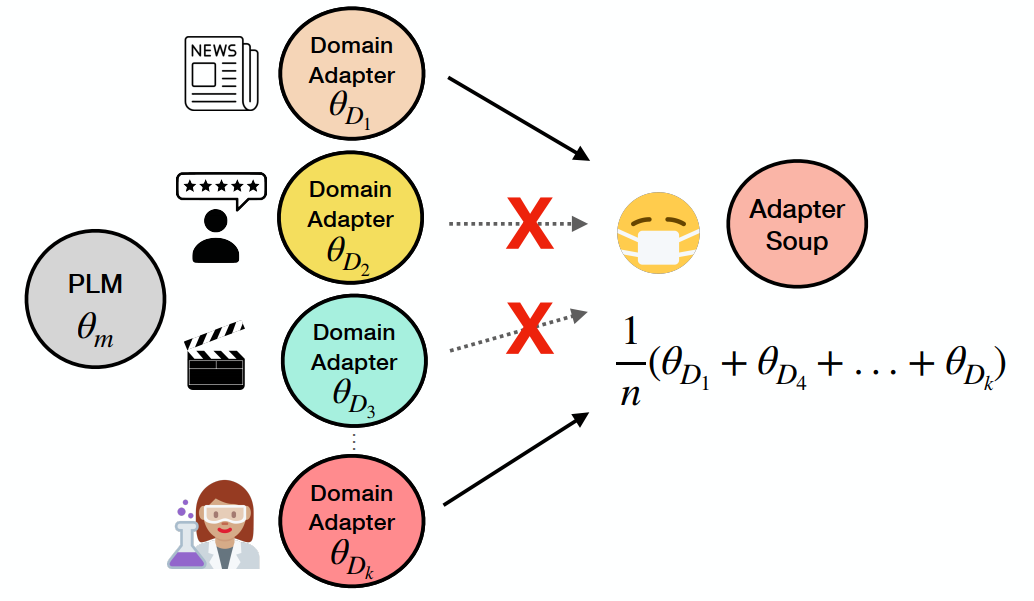 NEWS
Domain
Adapter
θ_{D_1}
Domain
Adapter
θ_{D_2}
PLM
θ_m
Domain
Adapter
θ_{D_3}
Domain
Adapter
θ_{D_k}
X
X
Adapter
Soup
\frac{1}{n}(θ_{D_1} + θ_{D_4} + . . . + θ_{D_k})